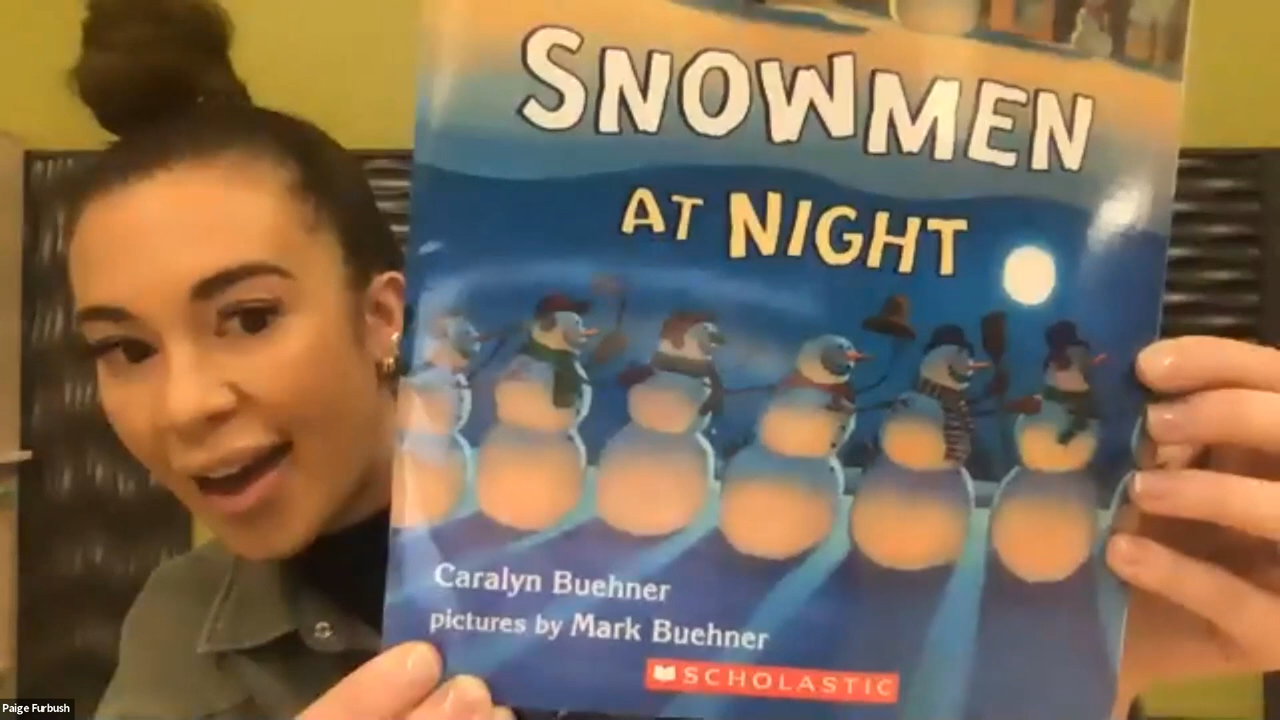 SNOWMEN
AT NIGHT
Caralyn Buehner
pictures by Mark Buehner
SCHOLASTIC
Paige Furbush